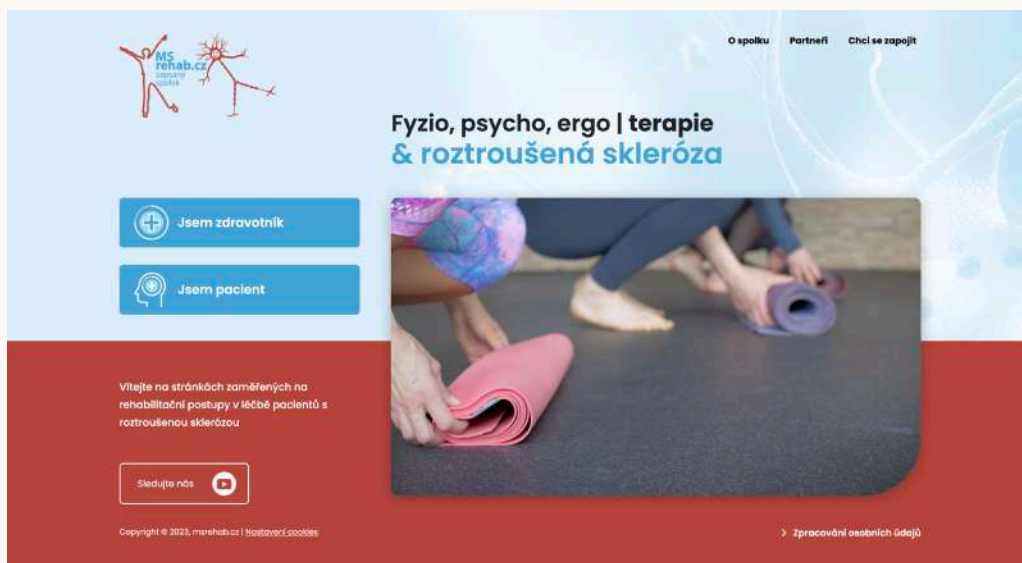 MS
rehab.cz
zapsaný
spolek
O spolku
Partneři
Chci se zapojit
Fyzio, psycho, ergo | terapie
& roztroušená skleróza
Jsem zdravotník
Jsem pacient
Vítejte na stránkách zaměřených na
rehabilitační postupy v léčbě pacientů s
roztroušenou sklerózou
Sledujte nás
Copyright © 2023, msrehab.cz | Nastavení cookies
Zpracování osobních údajů